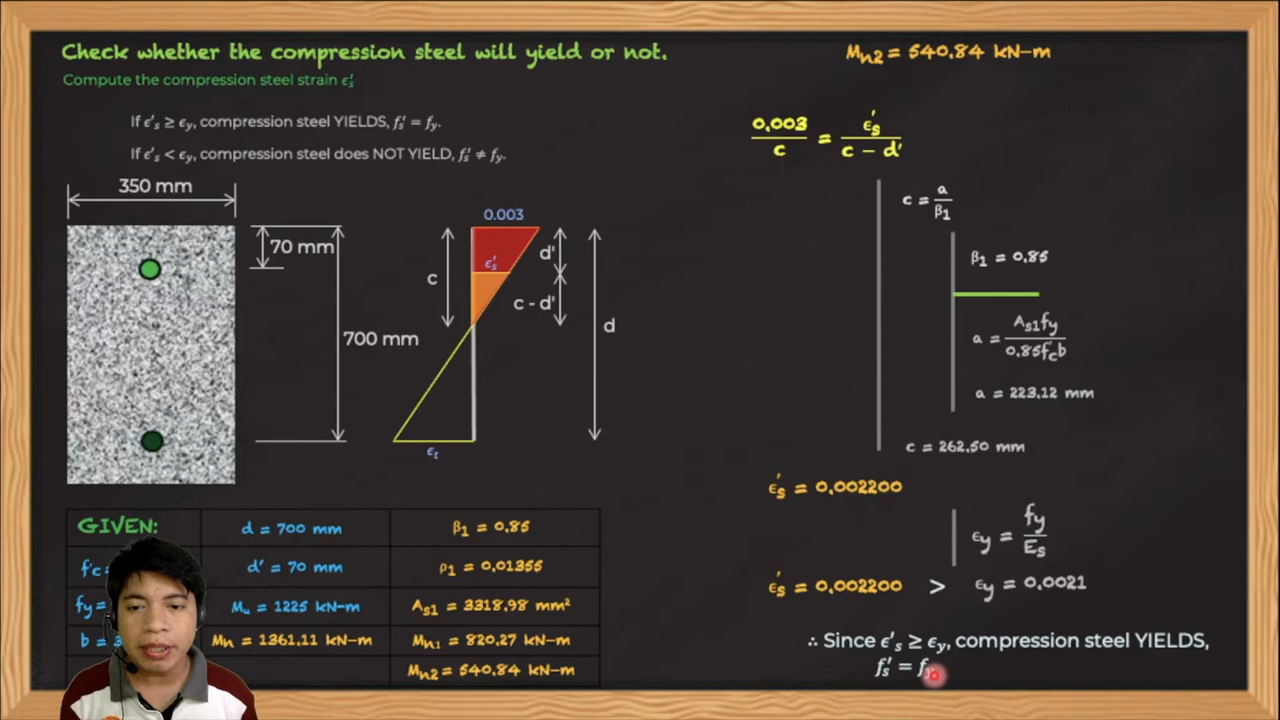 Check whether the compression steel will yield or not.
Compute the compression steel strain ϵ′s
If ϵ′s ≥ ϵy, compression steel YIELDS, f′s = fy.
If ϵ′s < ϵy, compression steel does NOT YIELD, f′s ≠ fy.
350 mm
70 mm
700 mm
0.003
ϵ′s
c
d'
c - d'
d
ϵt
GIVEN:
d = 700 mm
β1 = 0.85
f'c =
d' = 70 mm
ρ1 = 0.01355
fy =
Mu = 1225 kN-m
As1 = 3318.98 mm²
b = 3
Mn = 1361.11 kN-m
Mn1 = 820.27 kN-m
Mn2 = 540.84 kN-m
Mn2 = 540.84 kN-m
0.003/c = ϵ′s/(c - d')
c = a/β1
β1 = 0.85
a = As1fy/0.85f'cb
a = 223.12 mm
c = 262.50 mm
ϵ′s = 0.002200
ϵy = fy/Es
ϵ′s = 0.002200 > ϵy = 0.0021
∴ Since ϵ′s ≥ ϵy, compression steel YIELDS,
f′s = f